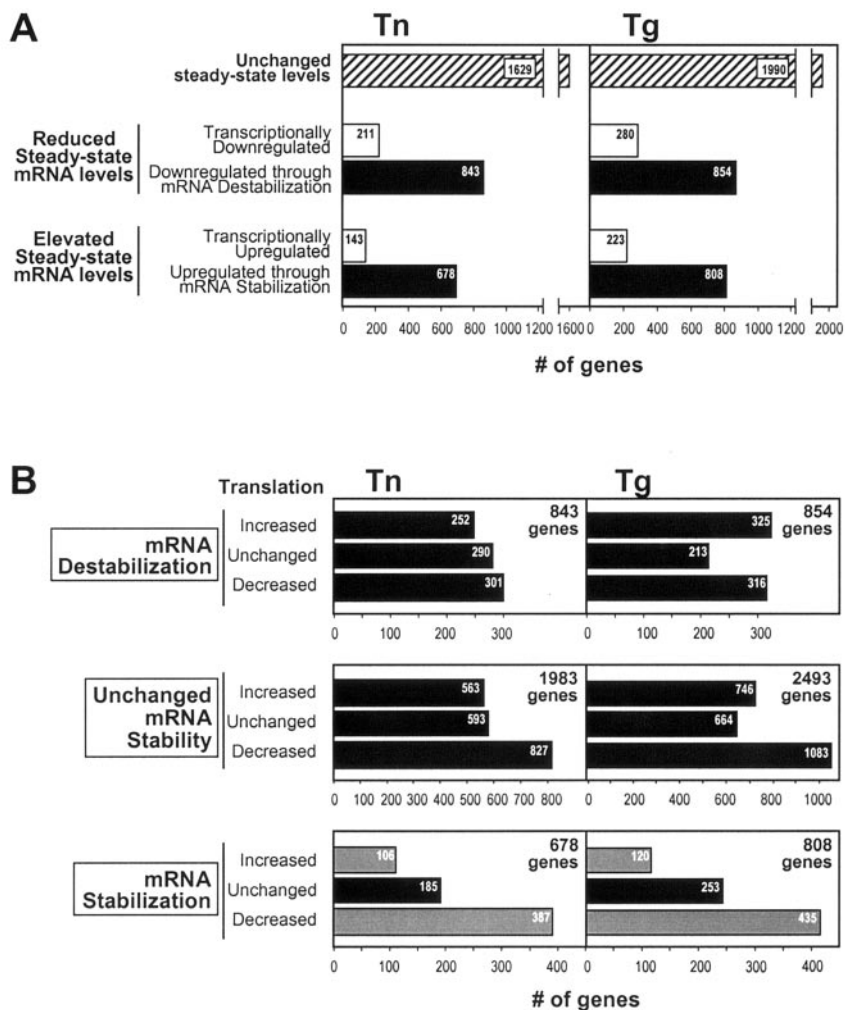 A
Tn
Tg
Unchanged
steady-state levels
1629
1990
Reduced
Steady-state
mRNA levels
Transcriptionally
Downregulated
211
280
Downregulated through
mRNA Destabilization
843
854
Elevated
Steady-state
mRNA levels
Transcriptionally
Upregulated
143
223
Upregulated through
mRNA Stabilization
678
808
0 200 400 600 800 1000 1200 1600
0 200 400 600 800 1000 1200 2000
# of genes
B
Translation
Tn
Tg
mRNA
Destabilization
Increased
252
843
genes
325
854
genes
Unchanged
290
213
Decreased
301
316
0 100 200 300
0 100 200 300
Unchanged
mRNA
Stability
Increased
563
1983
genes
746
2493
genes
Unchanged
593
664
Decreased
827
1083
0 100 200 300 400 500 600 700 800
0 200 400 600 800 1000
mRNA
Stabilization
Increased
106
678
genes
120
808
genes
Unchanged
185
253
Decreased
387
435
0 100 200 300 400
0 100 200 300 400
# of genes